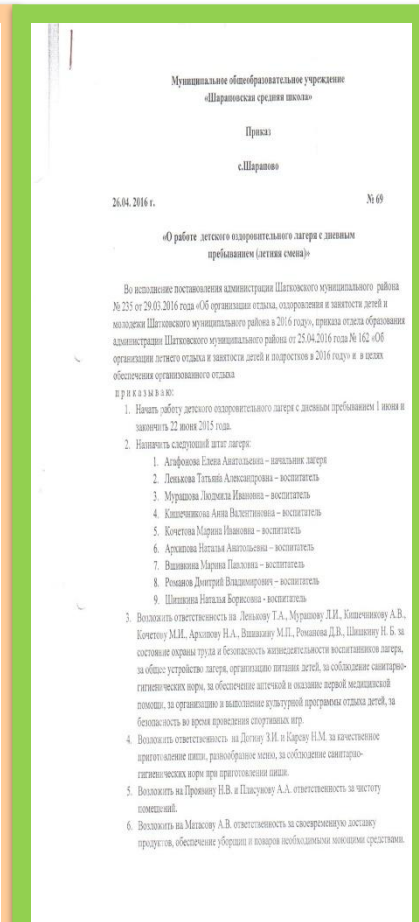 Муниципальное общеобразовательное учреждение
«Шараповская средняя школа»
Приказ
с.Шарапово
26.04. 2016 г. № 69
«О работе детского оздоровительного лагеря с дневным
пребыванием (летняя смена)»
Во исполнение постановления администрации Шатковского муниципального района
№ 235 от 29.03.2016 года «Об организации отдыха, оздоровления и занятости детей и
молодежи Шатковского муниципального района в 2016 году», приказа отдела образования
администрации Шатковского муниципального района от 25.04.2016 года № 162 «Об
организации летнего отдыха и занятости детей и подростков в 2016 году» и в целях
обеспечения организованного отдыха
п р и к а з ы в а ю:
1. Начать работу детского оздоровительного лагеря с дневным пребыванием 1 июня и
закончить 22 июня 2015 года.
2. Назначить следующий штат лагеря:
1. Агафонова Елена Анатольевна – начальник лагеря
2. Ленькова Татьяна Александровна – воспитатель
3. Мурашова Людмила Ивановна – воспитатель
4. Кишечникова Анна Валентиновна – воспитатель
5. Кочетова Марина Ивановна – воспитатель
6. Архипова Наталья Анатольевна – воспитатель
7. Вшивкина Марина Павловна – воспитатель
8. Романов Дмитрий Владимирович – воспитатель
9. Шишкина Наталья Борисовна - воспитатель
3. Возложить ответственность на Ленькову Т.А., Мурашову Л.И., Кишечникову А.В.,
Кочетову М.И., Архипову Н.А., Вшивкину М.П., Романова Д.В., Шишкину Н. Б. за
состояние охраны труда и безопасность жизнедеятельности воспитанников лагеря,
за общее устройство лагеря, организацию питания детей, за соблюдение санитарно-
гигиенических норм, за обеспечение аптечкой и оказание первой медицинской
помощи, за организацию и выполнение культурной программы отдыха детей, за
безопасность во время проведения спортивных игр.
4. Возложить ответственность на Догину З.И. и Кареву Н.М. за качественное
приготовление пищи, разнообразное меню, за соблюдение санитарно-
гигиенических норм при приготовлении пищи.
5. Возложить на Пронину Н.В. и Плисунову А.А. ответственность за чистоту
помещений.
6. Возложить на Матасову А.В. ответственность за своевременную доставку
продуктов, обеспечение уборщиц и поваров необходимыми моющими средствами.